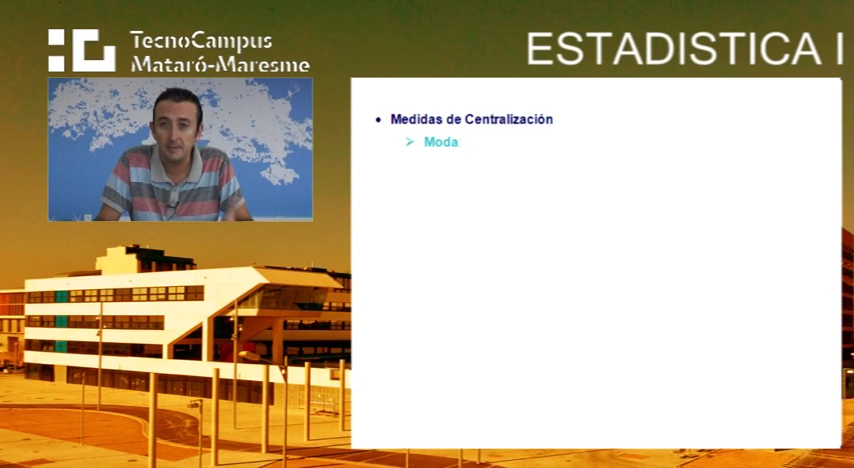 TecnoCampus
Mataró-Maresme
ESTADISTICA I
Medidas de Centralización
Moda